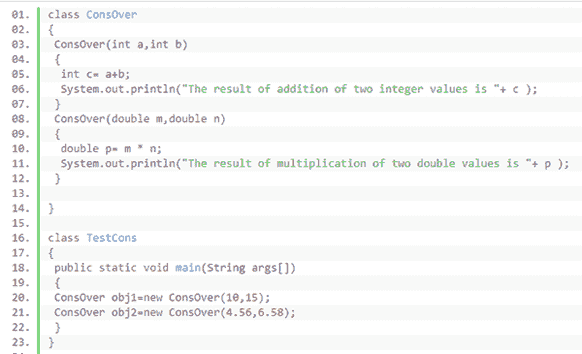 01. class ConsOver
02. {
03. ConsOver(int a,int b)
04. {
05. int c= a+b;
06. System.out.println("The result of addition of two integer values is "+ c );
07. }
08. ConsOver(double m,double n)
09. {
10. double p= m * n;
11. System.out.println("The result of multiplication of two double values is "+ p );
12. }
13.
14. }
15.
16. class TestCons
17. {
18. public static void main(String args[])
19. {
20. ConsOver obj1=new ConsOver(10,15);
21. ConsOver obj2=new ConsOver(4.56,6.58);
22. }
23. }